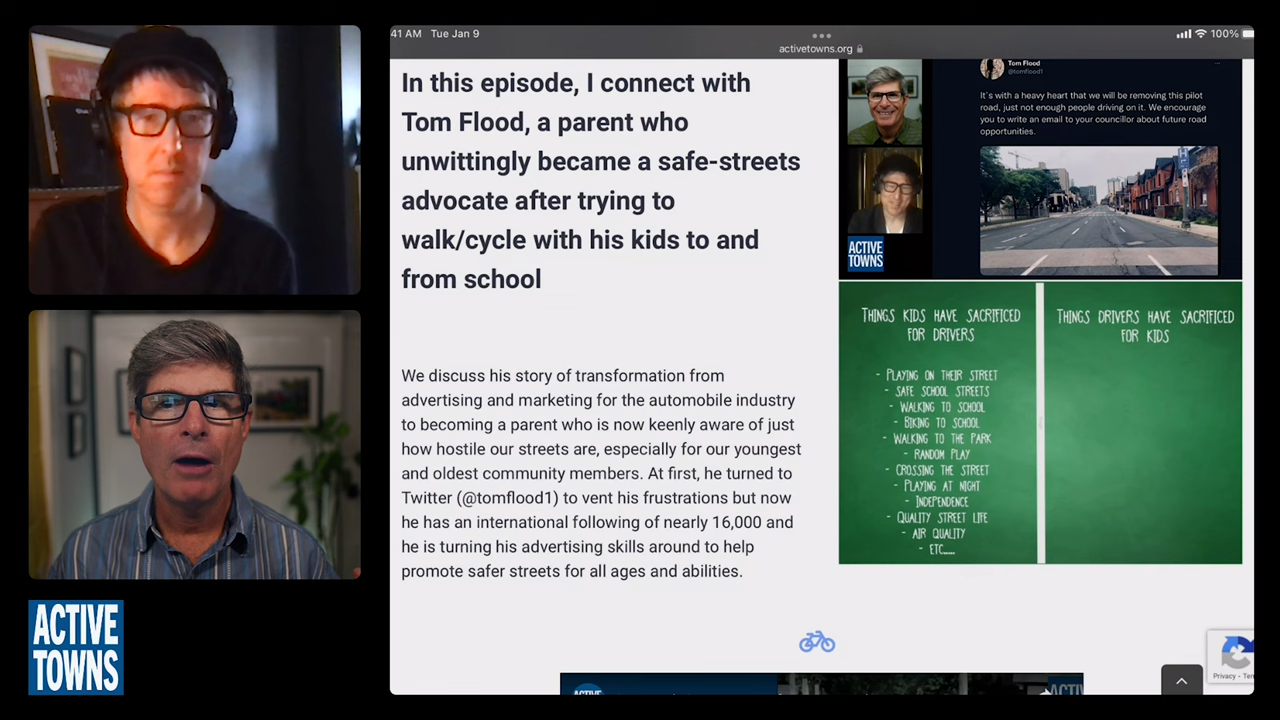 41 AM Tue Jan 9
100%
activetowns.org
In this episode, I connect with
Tom Flood, a parent who
unwittingly became a safe-streets
advocate after trying to
walk/cycle with his kids to and
from school
We discuss his story of transformation from
advertising and marketing for the automobile industry
to becoming a parent who is now keenly aware of just
how hostile our streets are, especially for our youngest
and oldest community members. At first, he turned to
Twitter (@tomflood1) to vent his frustrations but now
he has an international following of nearly 16,000 and
he is turning his advertising skills around to help
promote safer streets for all ages and abilities.
Tom Flood
@tomflood1
It's with a heavy heart that we will be removing this pilot
road, just not enough people driving on it. We encourage
you to write an email to your councillor about future road
opportunities.
ACTIVE
TOWNS
THINGS KIDS HAVE SACRIFICED
FOR DRIVERS
- PLAYING ON THEIR STREET
- SAFE SCHOOL STREETS
- WALKING TO SCHOOL
- BIKING TO SCHOOL
- WALKING TO THE PARK
- RANDOM PLAY
- CROSSING THE STREET
- PLAYING AT NIGHT
- INDEPENDENCE
- QUALITY STREET LIFE
- AIR QUALITY
- ETC.....
THINGS DRIVERS HAVE SACRIFICED
FOR KIDS
Privacy
ACTIVE
TOWNS